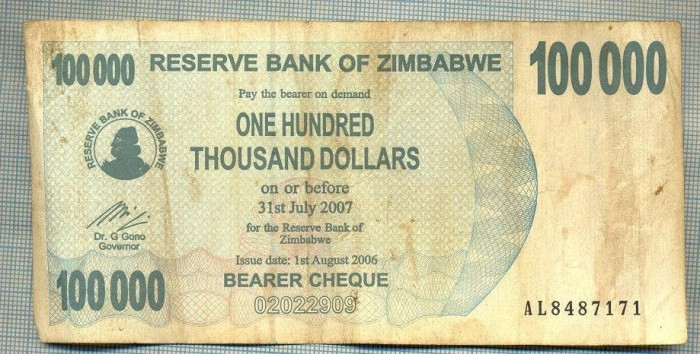 100 000
RESERVE BANK OF ZIMBABWE
100 000
Pay the bearer on demand
ONE HUNDRED
THOUSAND DOLLARS
RESERVE BANK OF ZIMBABWE
on or before
31st July 2007
for the Reserve Bank of
Zimbabwe
Dr. G Gono
Governor
Issue date: 1st August 2006
100 000
BEARER CHEQUE
02022909
AL8487171